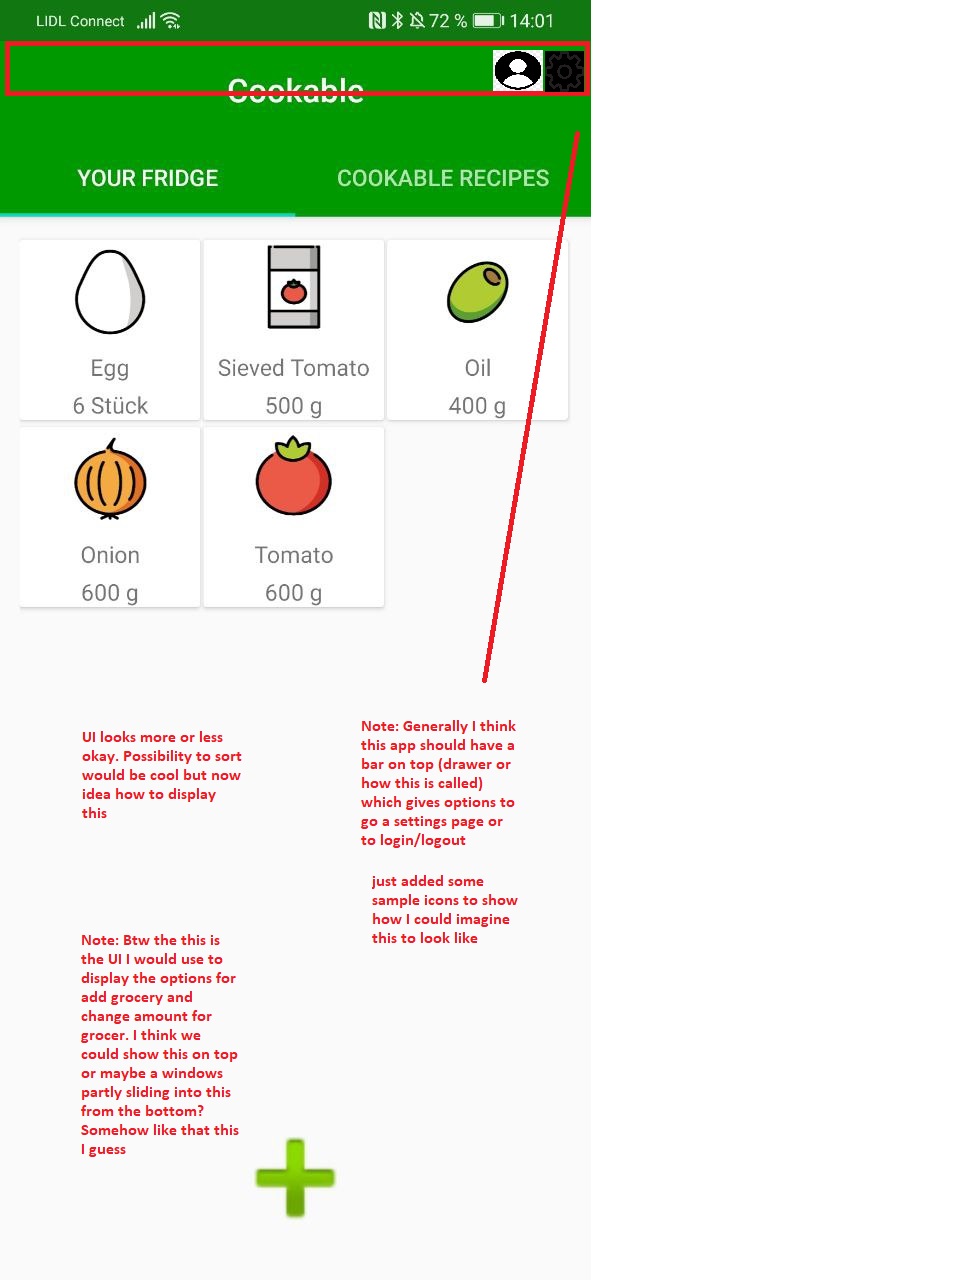 LIDL Connect 72 % 14:01
Cookable
YOUR FRIDGE COOKABLE RECIPES
Egg
6 Stück
Sieved Tomato
500 g
Oil
400 g
Onion
600 g
Tomato
600 g
UI looks more or less
okay. Possibility to sort
would be cool but now
idea how to display
this
Note: Generally I think
this app should have a
bar on top (drawer or
how this is called)
which gives options to
go a settings page or
to login/logout
just added some
sample icons to show
how I could imagine
this to look like
Note: Btw the this is
the UI I would use to
display the options for
add grocery and
change amount for
grocer. I think we
could show this on top
or maybe a windows
partly sliding into this
from the bottom?
Somehow like that this
I guess